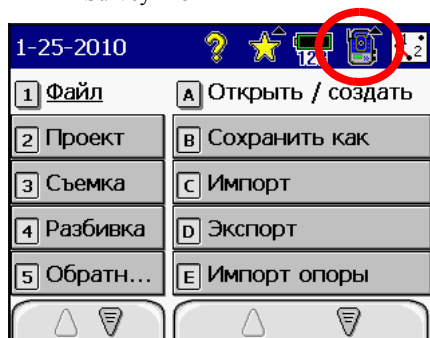 1-25-2010
1 Файл
A Открыть / создать
2 Проект
B Сохранить как
3 Съемка
C Импорт
4 Разбивка
D Экспорт
5 Обратн...
E Импорт опоры